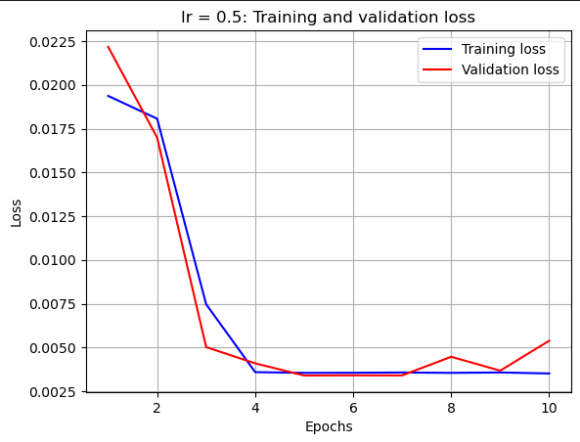 lr = 0.5: Training and validation loss
Training loss
Validation loss
0.0225
0.0200
0.0175
0.0150
0.0125
0.0100
0.0075
0.0050
0.0025
Loss
2
4
6
8
10
Epochs